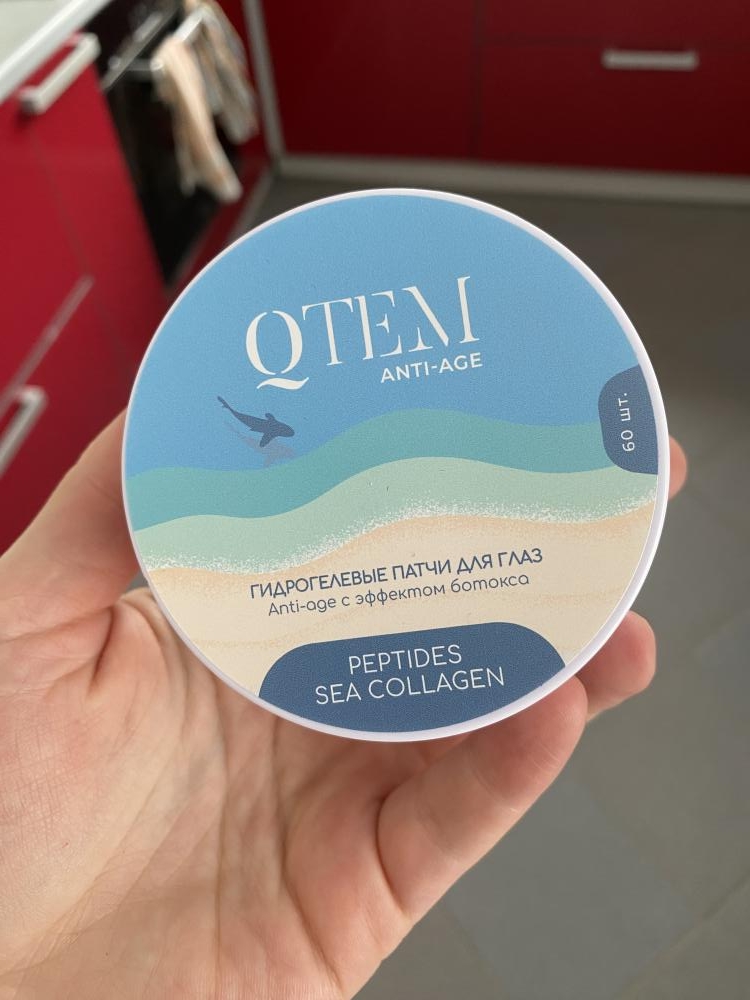 QTEM
ANTI-AGE
60 шт.
ГИДРОГЕЛЕВЫЕ ПАТЧИ ДЛЯ ГЛАЗ
Anti-age с эффектом ботокса
PEPTIDES
SEA COLLAGEN